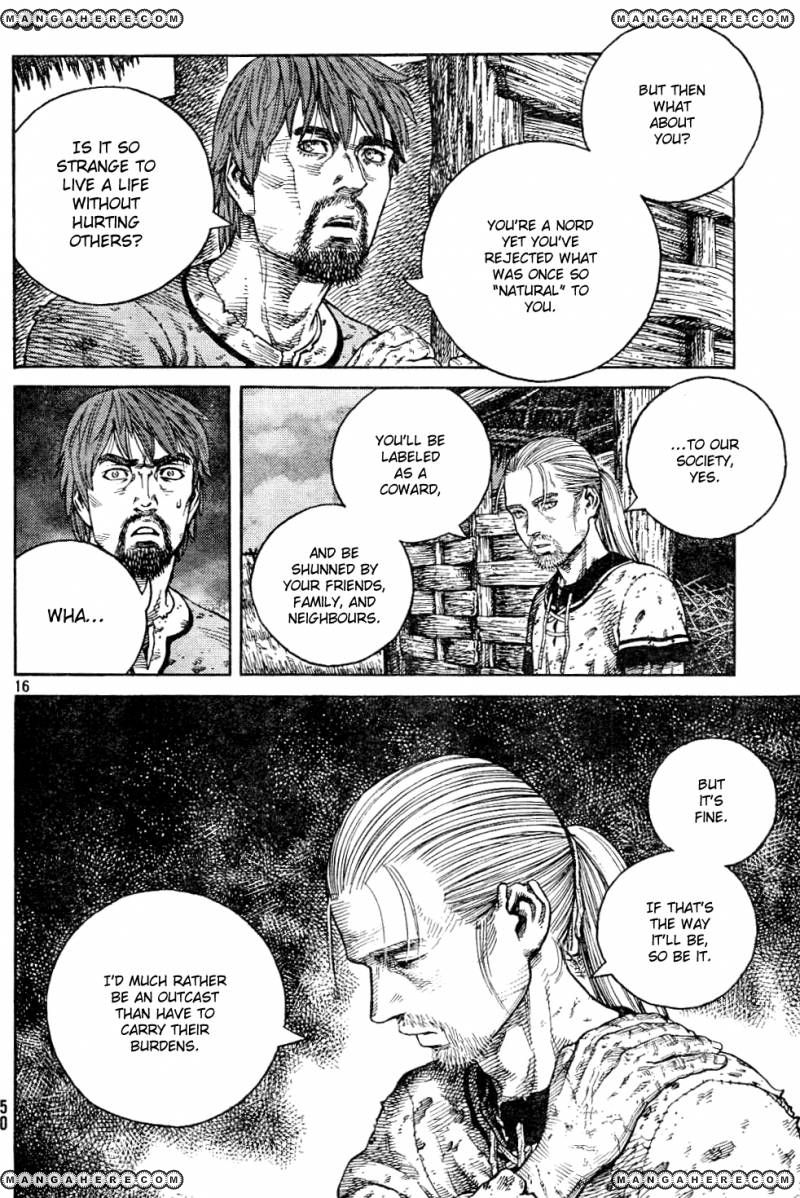 MANGAHERE.COM
MANGAHERE.COM
BUT THEN
WHAT
ABOUT
YOU?
YOU'RE A NORD
YET YOU'VE
REJECTED WHAT
WAS ONCE SO
"NATURAL" TO
YOU.
IS IT SO
STRANGE TO
LIVE A LIFE
WITHOUT
HURTING
OTHERS?
...TO OUR
SOCIETY,
YES.
YOU'LL BE
LABELED
AS A
COWARD,
AND BE
SHUNNED BY
YOUR FRIENDS,
FAMILY, AND
NEIGHBOURS.
WHA...
16
BUT
IT'S
FINE.
IF THAT'S
THE WAY
IT'LL BE,
SO BE IT.
I'D MUCH RATHER
BE AN OUTCAST
THAN HAVE TO
CARRY THEIR
BURDENS.
50
MANGAHERE.COM
MANGAHERE.COM